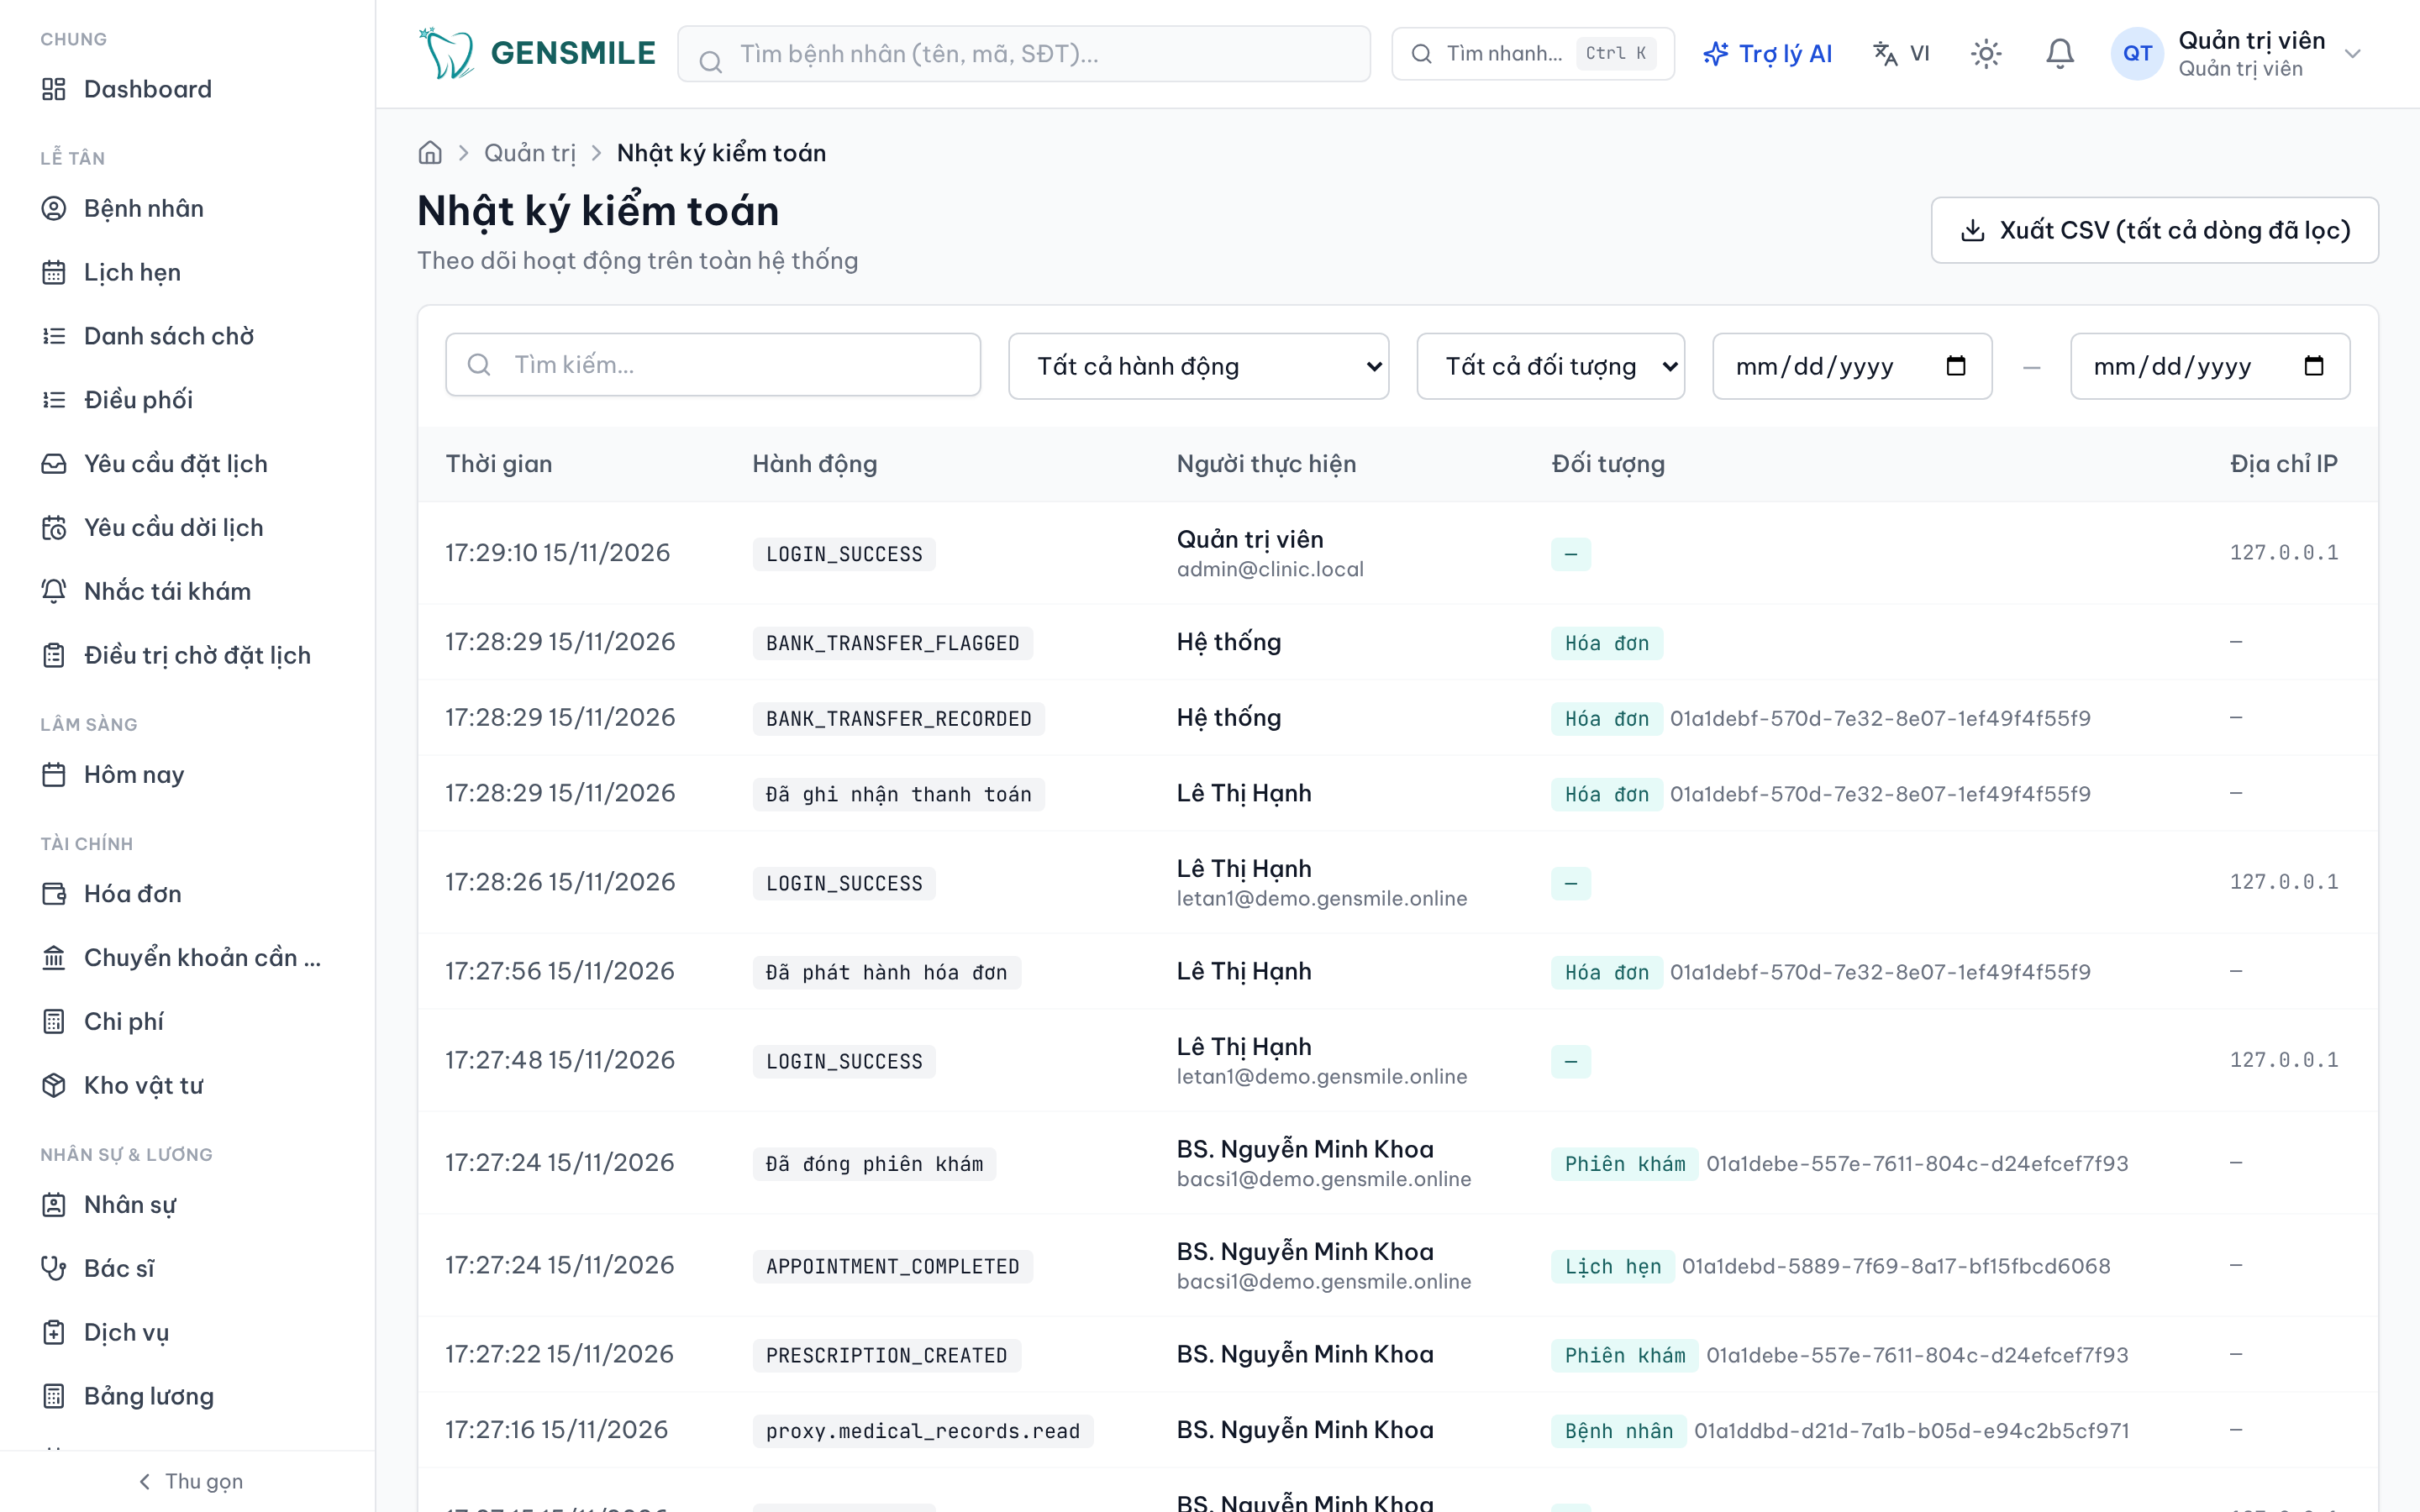 CHUNG
Dashboard
LỄ TÂN
Bệnh nhân
Lịch hẹn
Danh sách chờ
Điều phối
Yêu cầu đặt lịch
Yêu cầu dời lịch
Nhắc tái khám
Điều trị chờ đặt lịch
LÂM SÀNG
Hôm nay
TÀI CHÍNH
Hóa đơn
Chuyển khoản cần ...
Chi phí
Kho vật tư
NHÂN SỰ & LƯƠNG
Nhân sự
Bác sĩ
Dịch vụ
Bảng lương
Thu gọn
GENSMILE
Tìm bệnh nhân (tên, mã, SĐT)...
Tìm nhanh... Ctrl K
Trợ lý AI
VI
QT
Quản trị viên
Quản trị viên
Quản trị > Nhật ký kiểm toán
Nhật ký kiểm toán
Theo dõi hoạt động trên toàn hệ thống
Xuất CSV (tất cả dòng đã lọc)
Tìm kiếm... Tất cả hành động Tất cả đối tượng mm/dd/yyyy — mm/dd/yyyy
Thời gian Hành động Người thực hiện Đối tượng Địa chỉ IP
17:29:10 15/11/2026 LOGIN_SUCCESS Quản trị viên — 127.0.0.1
admin@clinic.local
17:28:29 15/11/2026 BANK_TRANSFER_FLAGGED Hệ thống Hóa đơn —
17:28:29 15/11/2026 BANK_TRANSFER_RECORDED Hệ thống Hóa đơn 01a1debf-570d-7e32-8e07-1ef49f4f55f9 —
17:28:29 15/11/2026 Đã ghi nhận thanh toán Lê Thị Hạnh Hóa đơn 01a1debf-570d-7e32-8e07-1ef49f4f55f9 —
17:28:26 15/11/2026 LOGIN_SUCCESS Lê Thị Hạnh — 127.0.0.1
letan1@demo.gensmile.online
17:27:56 15/11/2026 Đã phát hành hóa đơn Lê Thị Hạnh Hóa đơn 01a1debf-570d-7e32-8e07-1ef49f4f55f9 —
17:27:48 15/11/2026 LOGIN_SUCCESS Lê Thị Hạnh — 127.0.0.1
letan1@demo.gensmile.online
17:27:24 15/11/2026 Đã đóng phiên khám BS. Nguyễn Minh Khoa Phiên khám 01a1debe-557e-7611-804c-d24efcef7f93 —
bacsi1@demo.gensmile.online
17:27:24 15/11/2026 APPOINTMENT_COMPLETED BS. Nguyễn Minh Khoa Lịch hẹn 01a1debd-5889-7f69-8a17-bf15fbcd6068 —
bacsi1@demo.gensmile.online
17:27:22 15/11/2026 PRESCRIPTION_CREATED BS. Nguyễn Minh Khoa Phiên khám 01a1debe-557e-7611-804c-d24efcef7f93 —
17:27:16 15/11/2026 proxy.medical_records.read BS. Nguyễn Minh Khoa Bệnh nhân 01a1ddbd-d21d-7a1b-b05d-e94c2b5cf971 —
BS. Nguyễn Minh Khoa